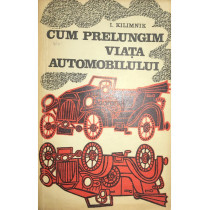 I. KILIMNIK
CUM PRELUNGIM
VIAȚA
AUTOMOBILULUI